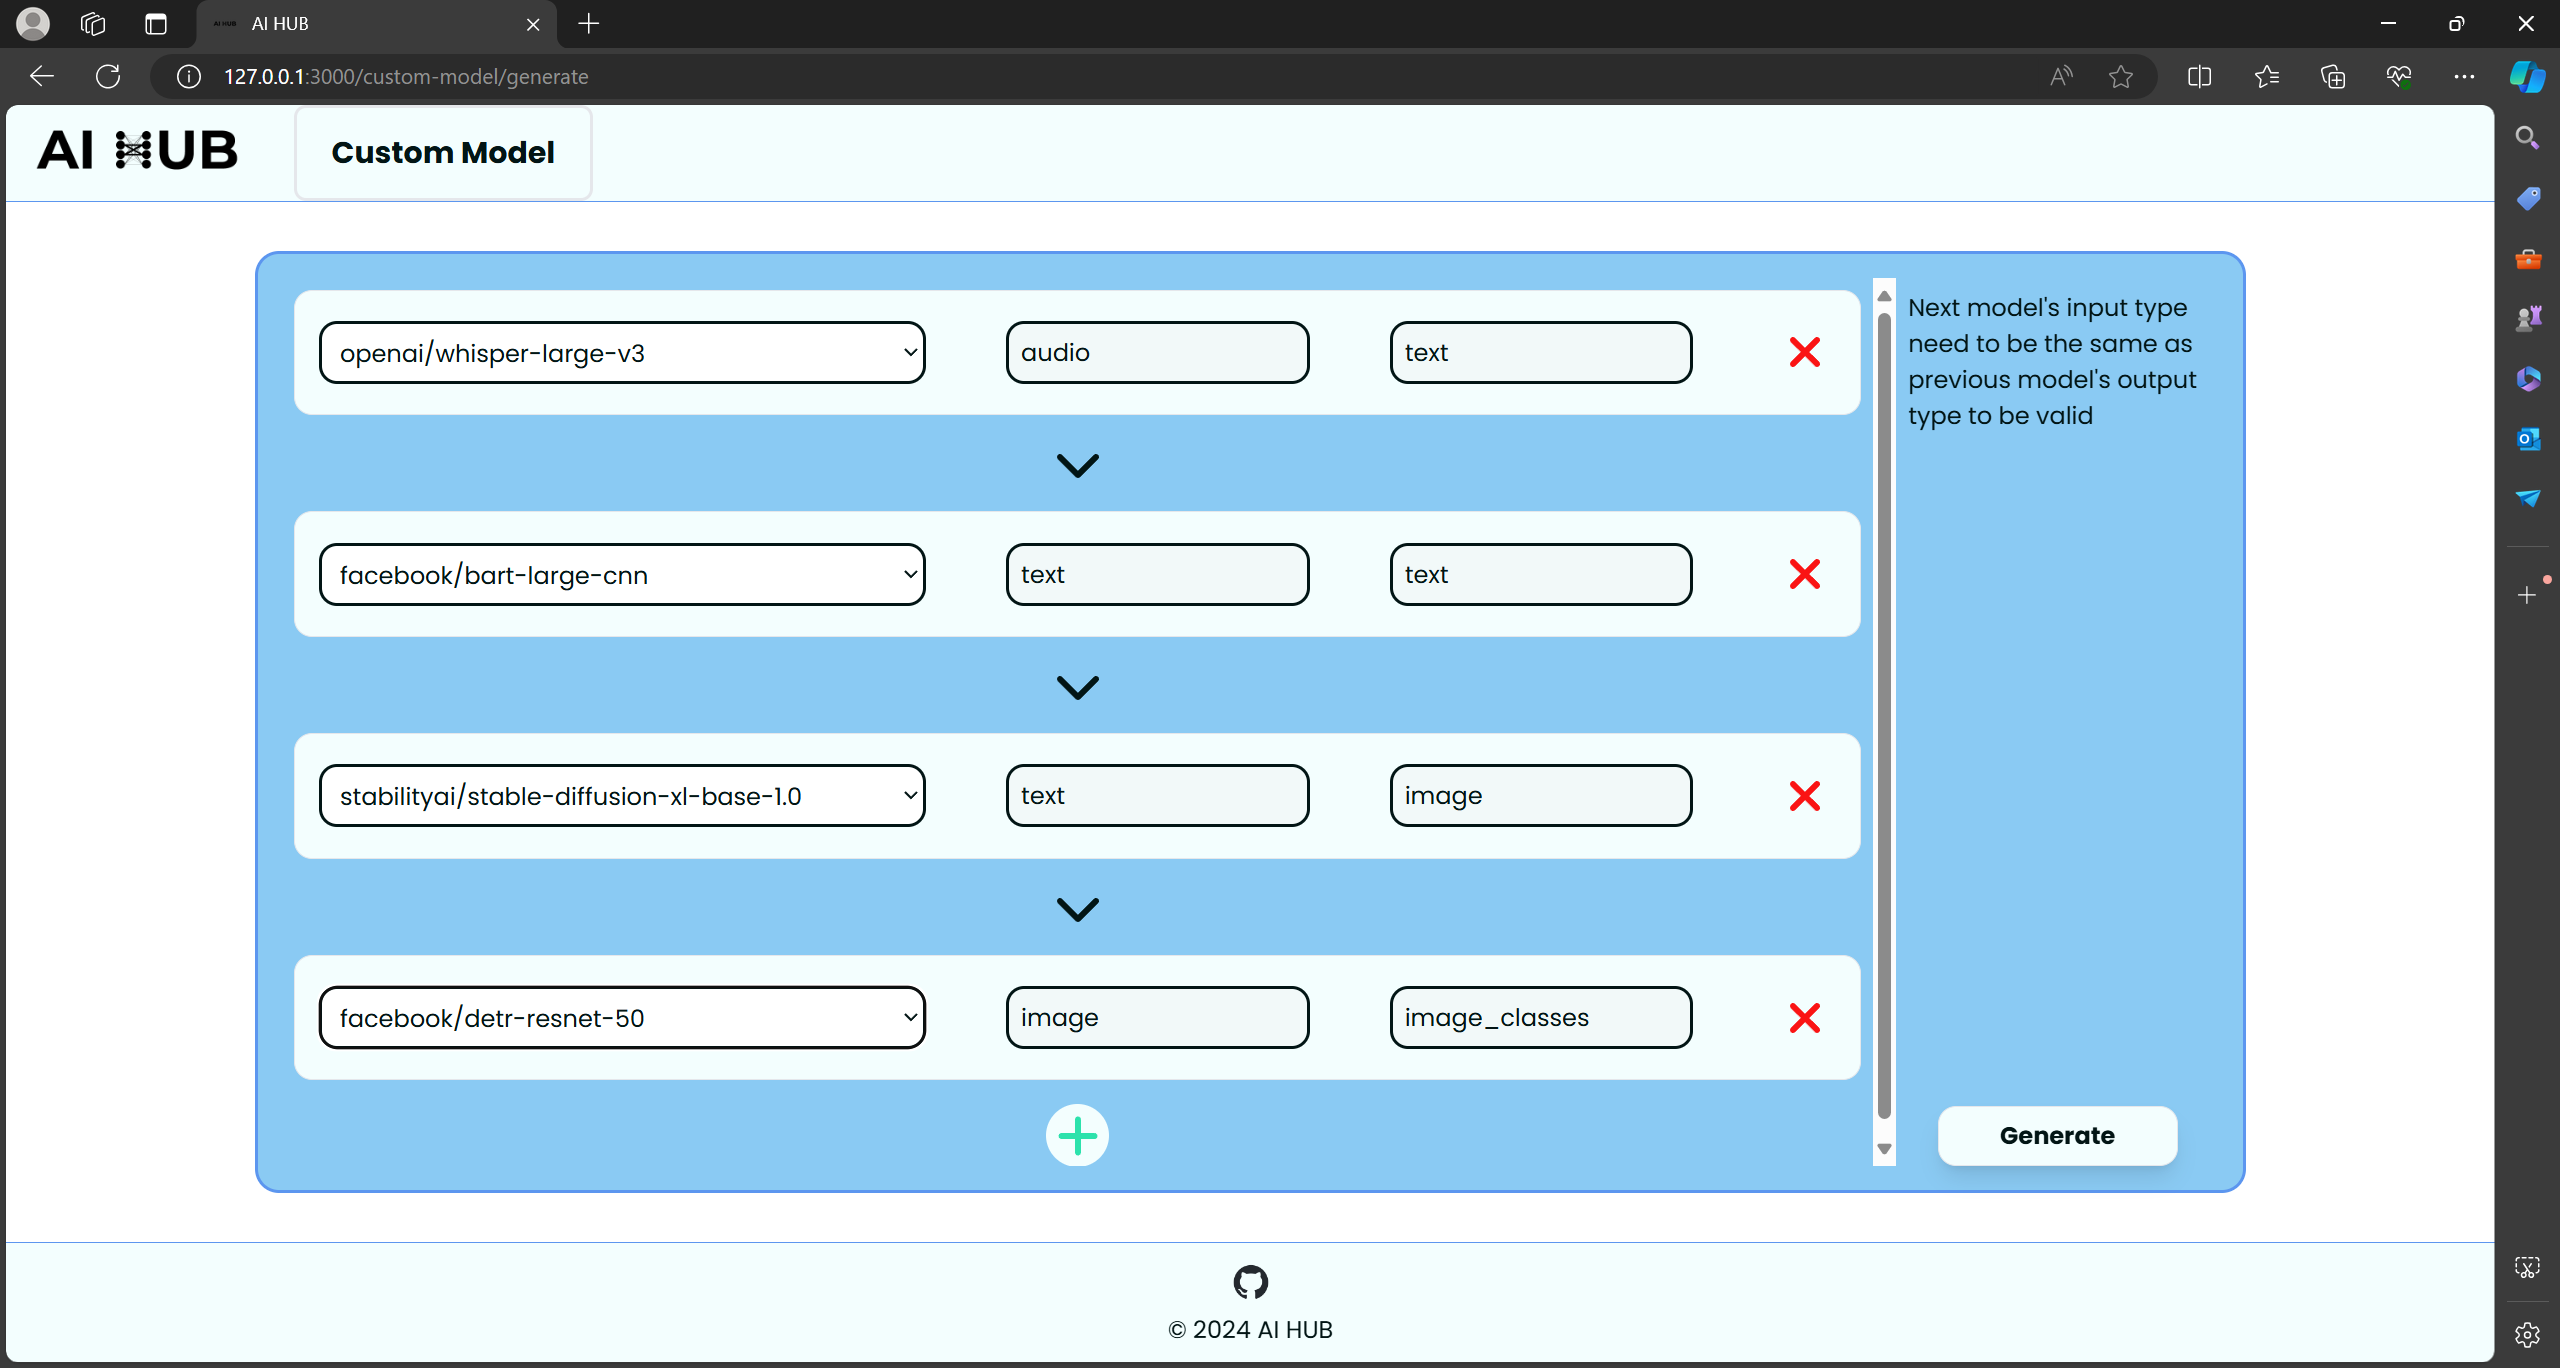 AI HUB
127.0.0.1:3000/custom-model/generate
AI HUB
Custom Model
openai/whisper-large-v3
audio
text
Next model's input type
need to be the same as
previous model's output
type to be valid
facebook/bart-large-cnn
text
text
stabilityai/stable-diffusion-xl-base-1.0
text
image
facebook/detr-resnet-50
image
image_classes
Generate
© 2024 AI HUB